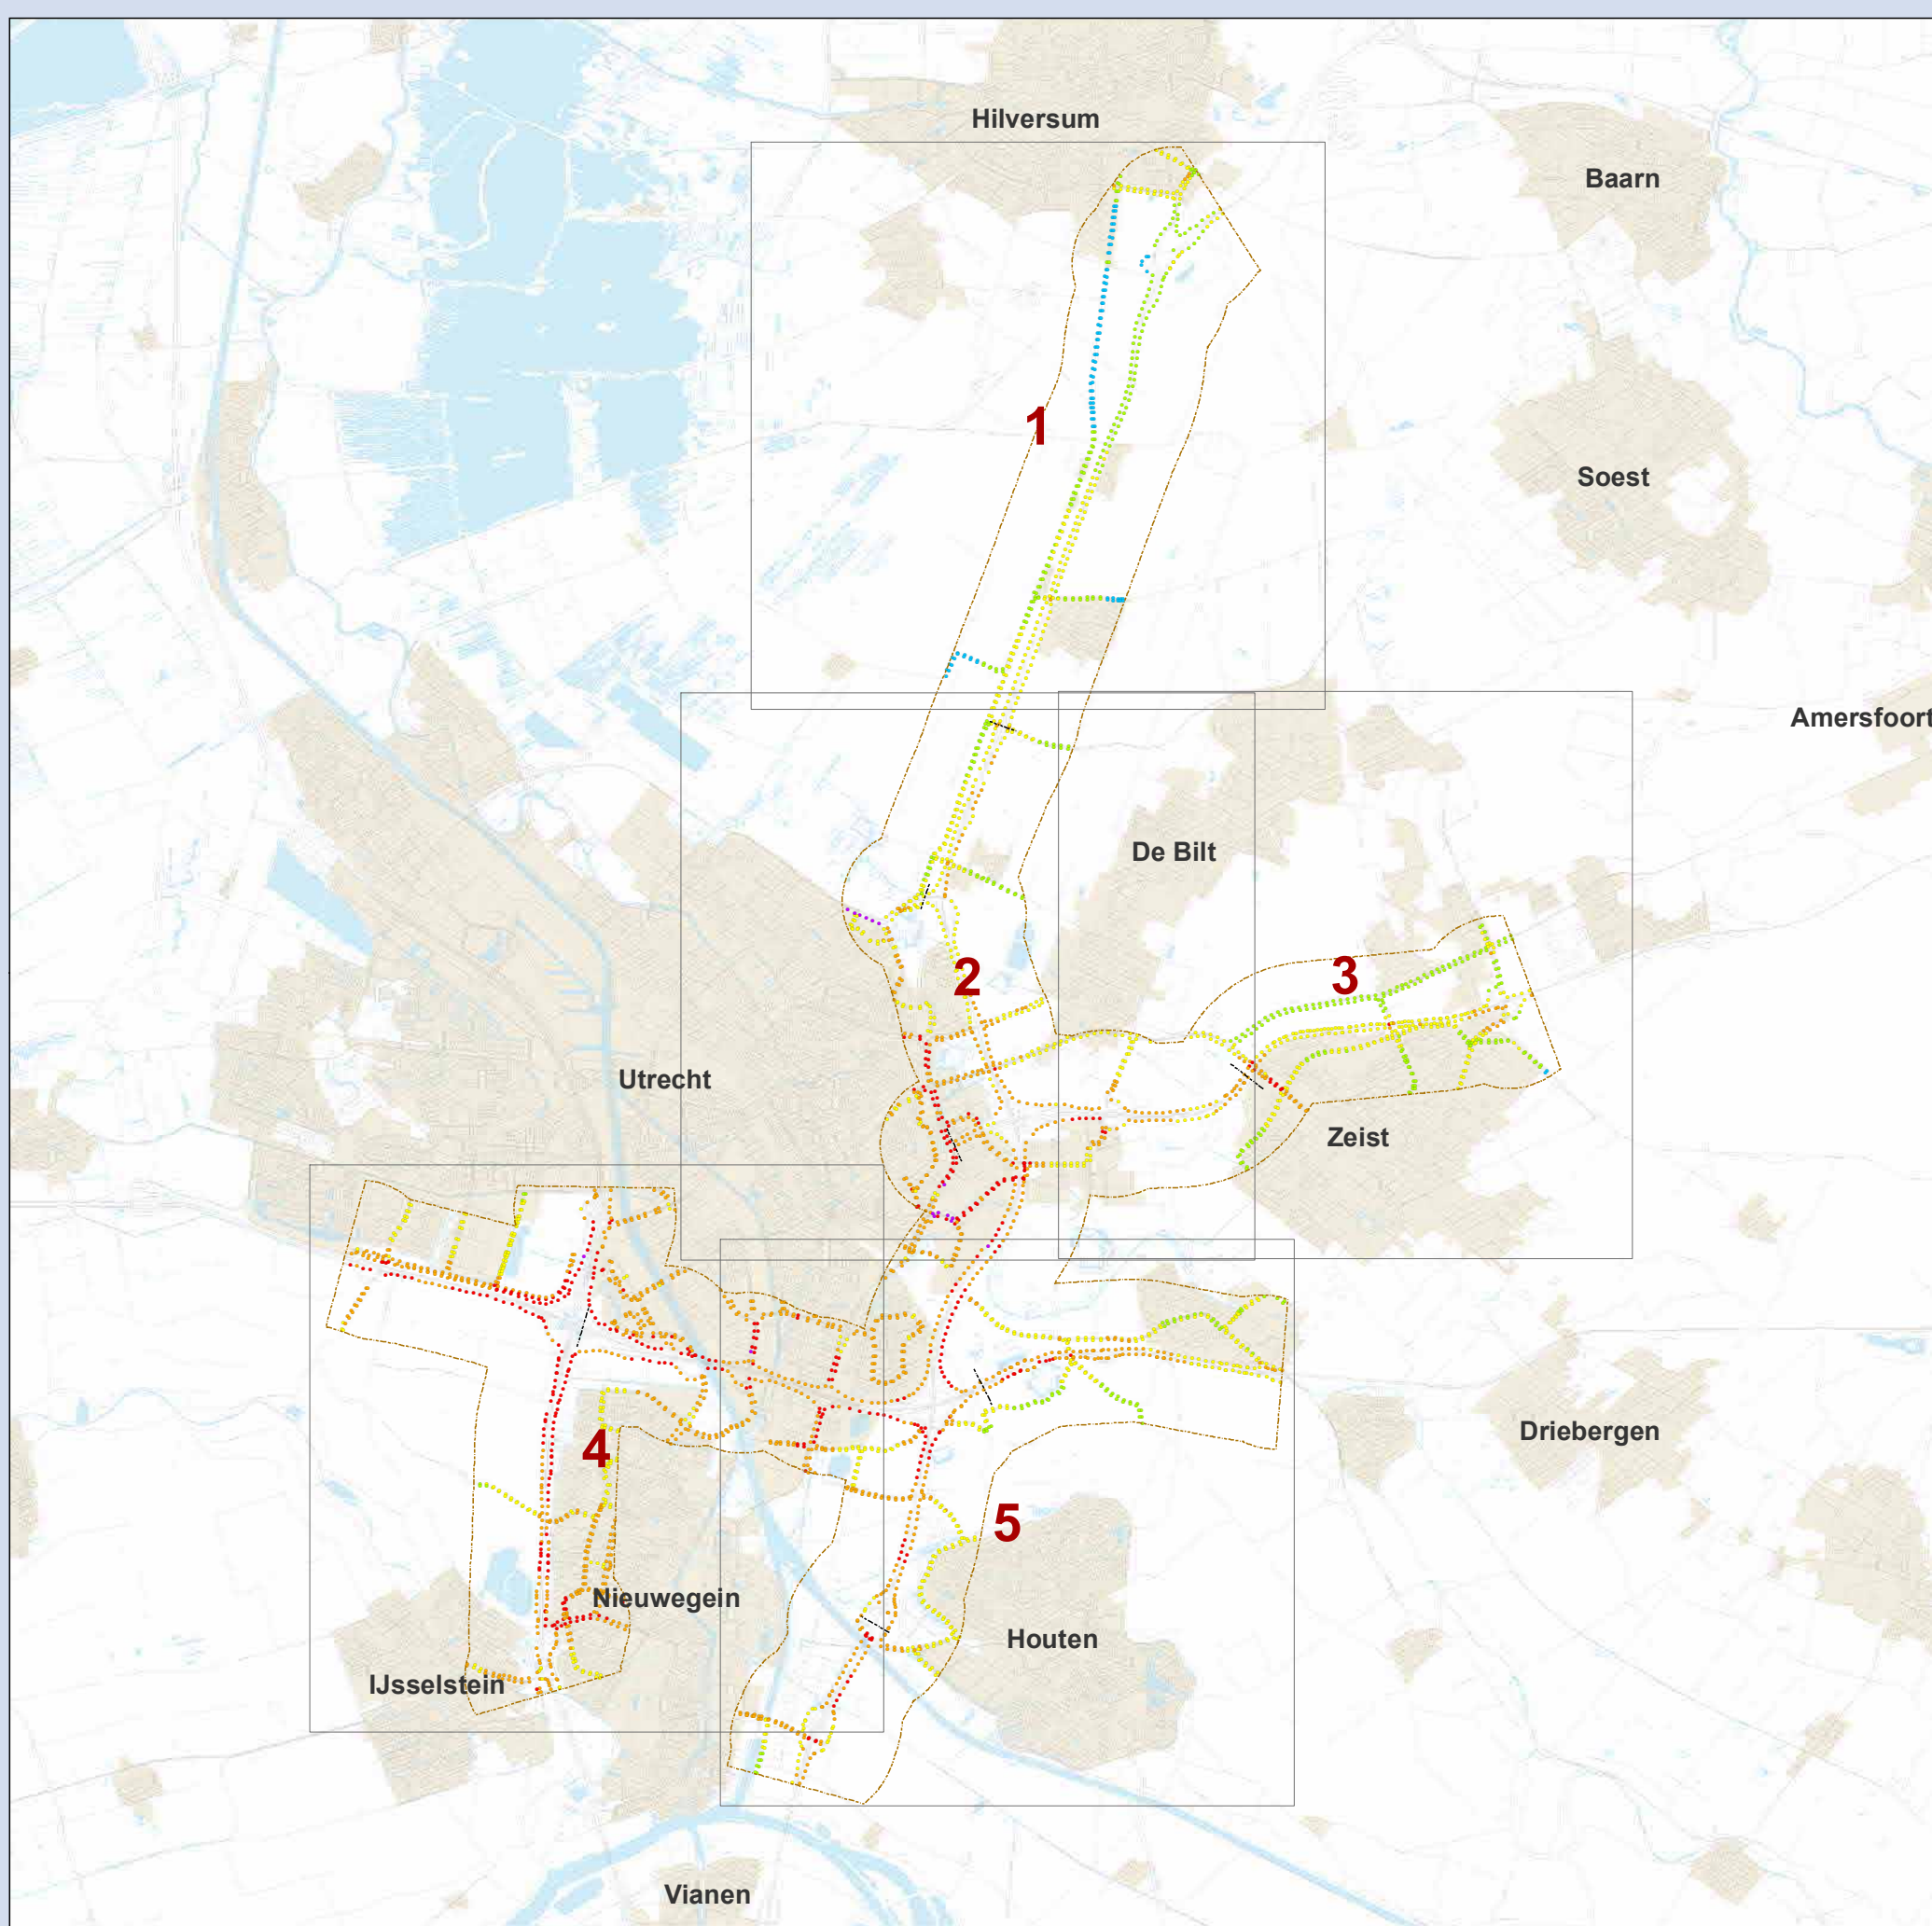 Hilversum
Baarn
1
Soest
Amersfoort
De Bilt
2
3
Utrecht
Zeist
Driebergen
4
5
Nieuwegein
Houten
IJsselstein
Vianen